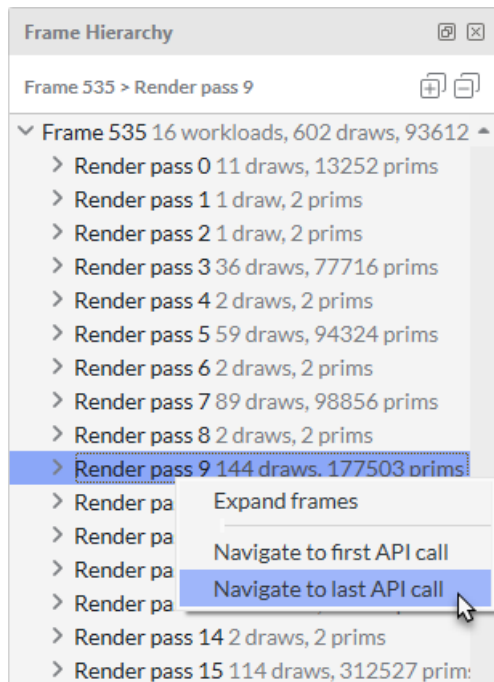 Frame Hierarchy
Frame 535 > Render pass 9
Frame 535 16 workloads, 602 draws, 93612
Render pass 0 11 draws, 13252 prims
Render pass 1 1 draw, 2 prims
Render pass 2 1 draw, 2 prims
Render pass 3 36 draws, 77716 prims
Render pass 4 2 draws, 2 prims
Render pass 5 59 draws, 94324 prims
Render pass 6 2 draws, 2 prims
Render pass 7 89 draws, 98856 prims
Render pass 8 2 draws, 2 prims
Render pass 9 144 draws, 177503 prims
Render pa
Expand frames
Render pa
Navigate to first API call
Render pa
Navigate to last API call
Render pa
Render pass 14 2 draws, 2 prims
Render pass 15 114 draws, 312527 prim